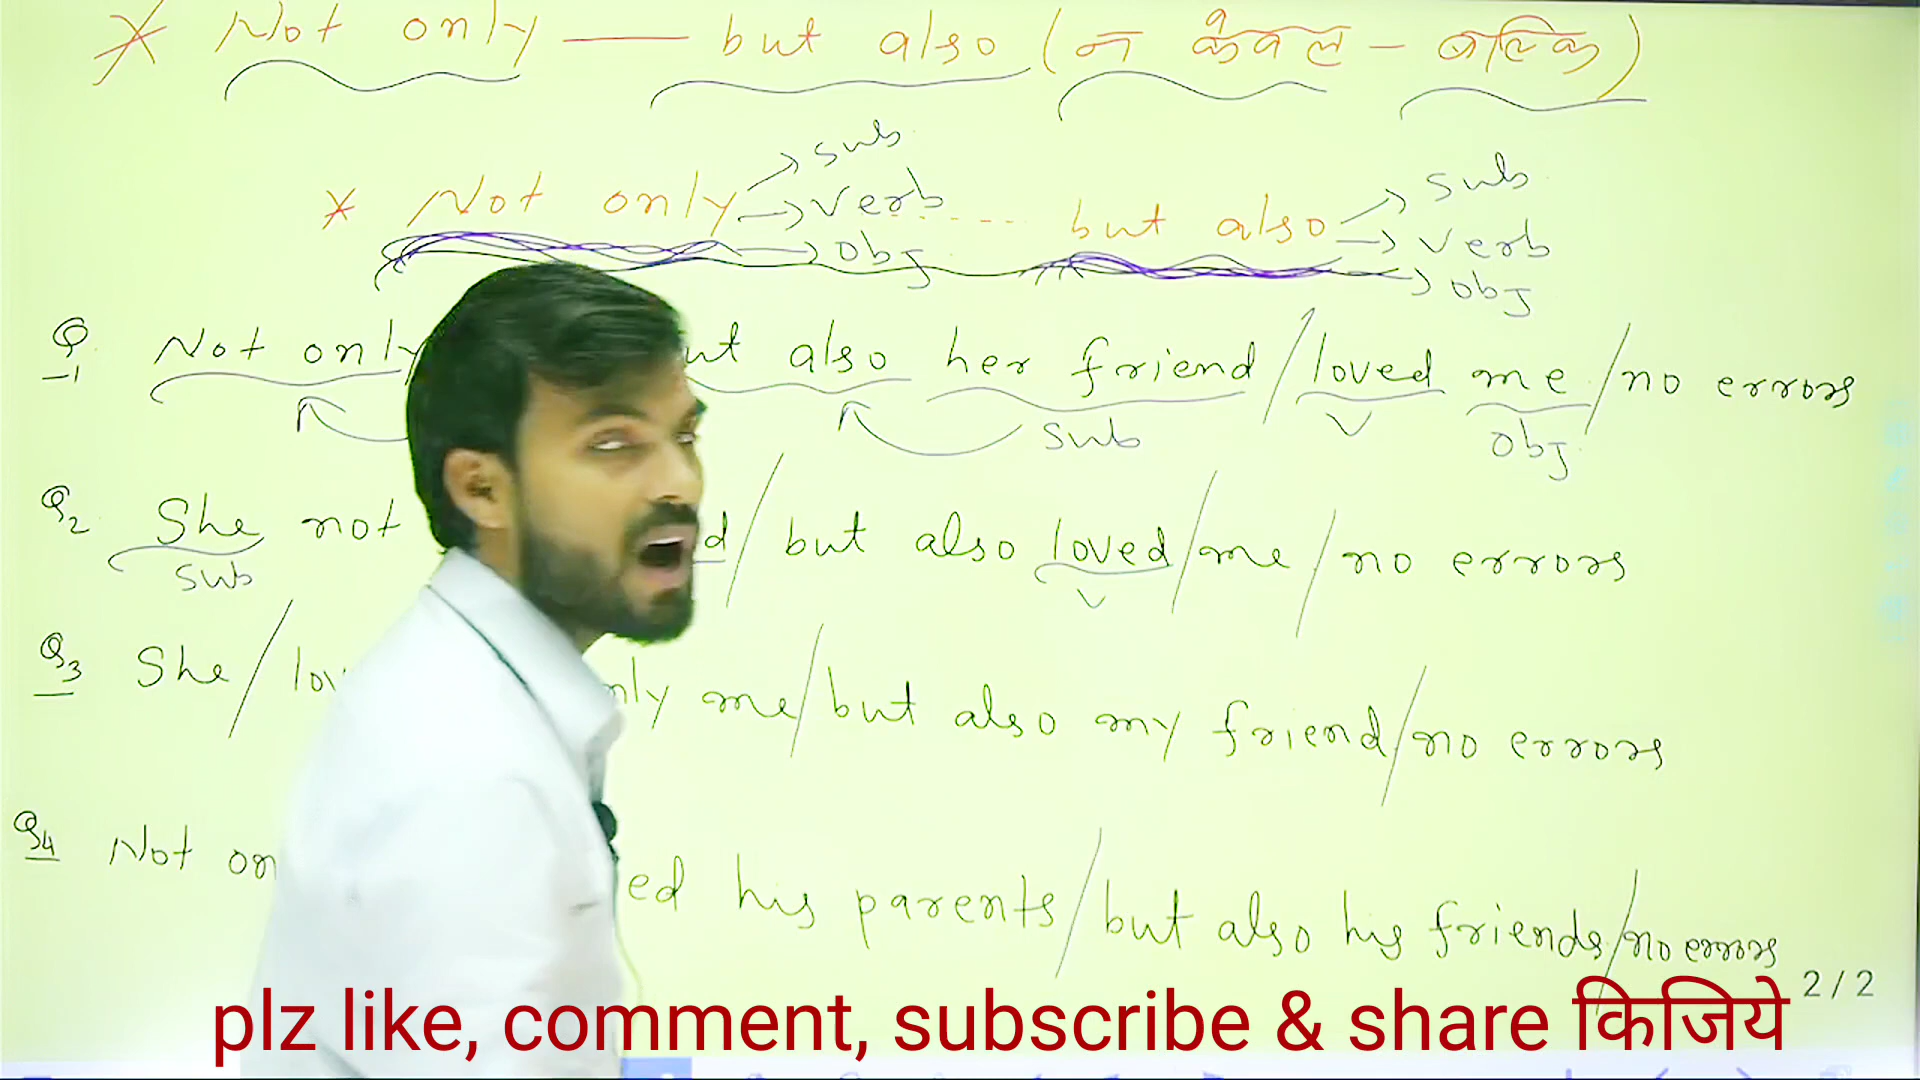 Not only — but also (न केवल - बल्कि)
sub
sub
* Not only → verb ---- but also → verb
obj
obj
Q1 Not only but also her friend / loved me / no errors
sub v obj
Q2 She not d / but also loved / me / no errors
sub v
Q3 She / lov nly me / but also my friend / no errors
Q4 Not on ed his parents / but also his friends / no errors
2/2
plz like, comment, subscribe & share किजिये